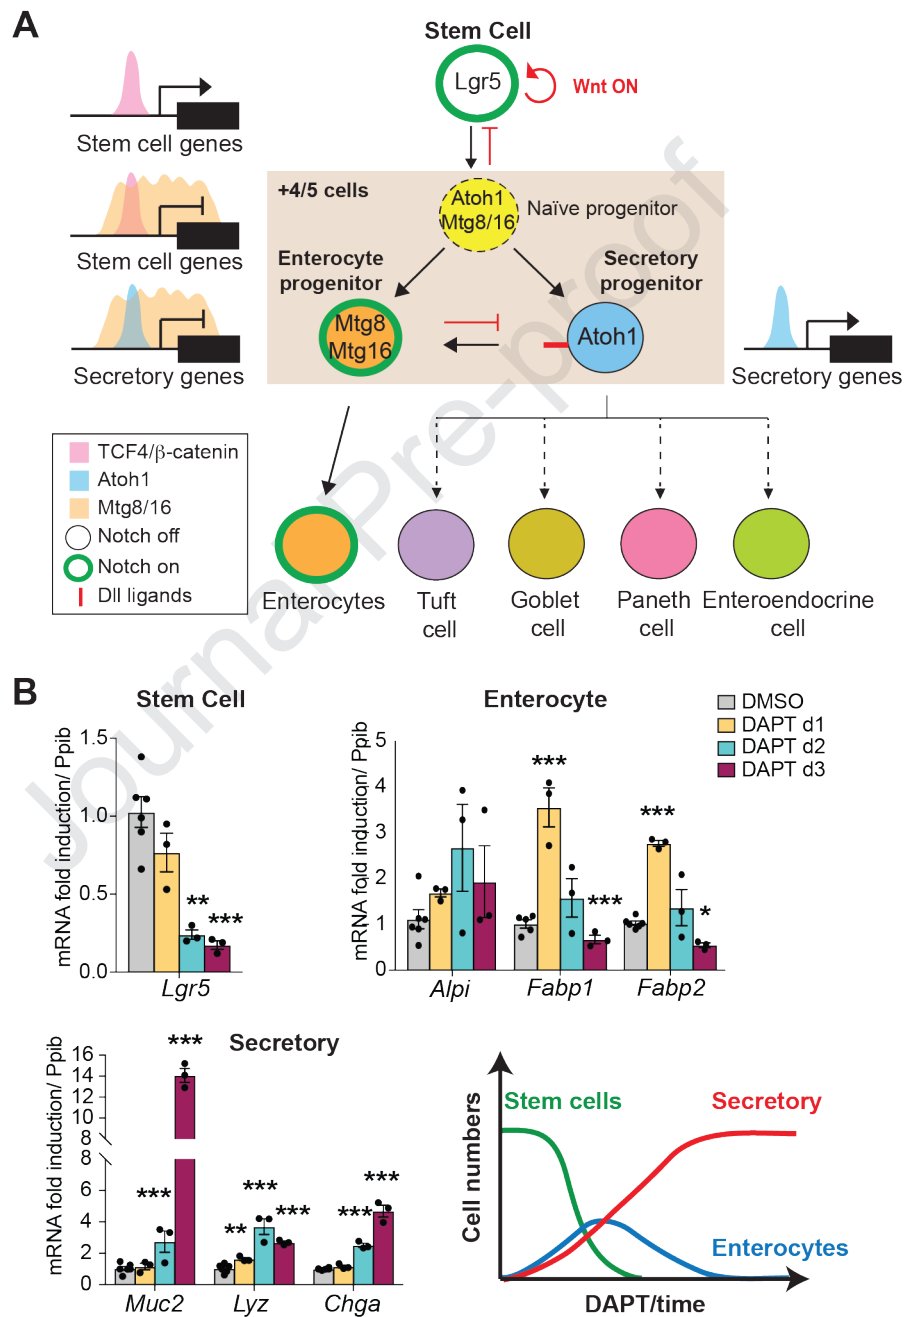 A
Stem Cell
Lgr5
Wnt ON
Stem cell genes
+4/5 cells
Atoh1
Mtg8/16
Naïve progenitor
Stem cell genes
Enterocyte
progenitor
Secretory
progenitor
Mtg8
Mtg16
Atoh1
Secretory genes
Secretory genes
TCF4/β-catenin
Atoh1
Mtg8/16
Notch off
Notch on
Dll ligands
Enterocytes
Tuft
cell
Goblet
cell
Paneth
cell
Enteroendocrine
cell
Journal Pre-proof
B
Stem Cell
mRNA fold induction/ Ppib
1.5
1.0
0.5
0.0
**
***
Lgr5
Enterocyte
mRNA fold induction/ Ppib
5
4
3
2
1
0
***
***
***
*
Alpi
Fabp1
Fabp2
DMSO
DAPT d1
DAPT d2
DAPT d3
Secretory
mRNA fold induction/ Ppib
16
14
12
10
8
8
6
4
2
0
***
***
**
***
***
***
***
Muc2
Lyz
Chga
Cell numbers
Stem cells
Secretory
Enterocytes
DAPT/time